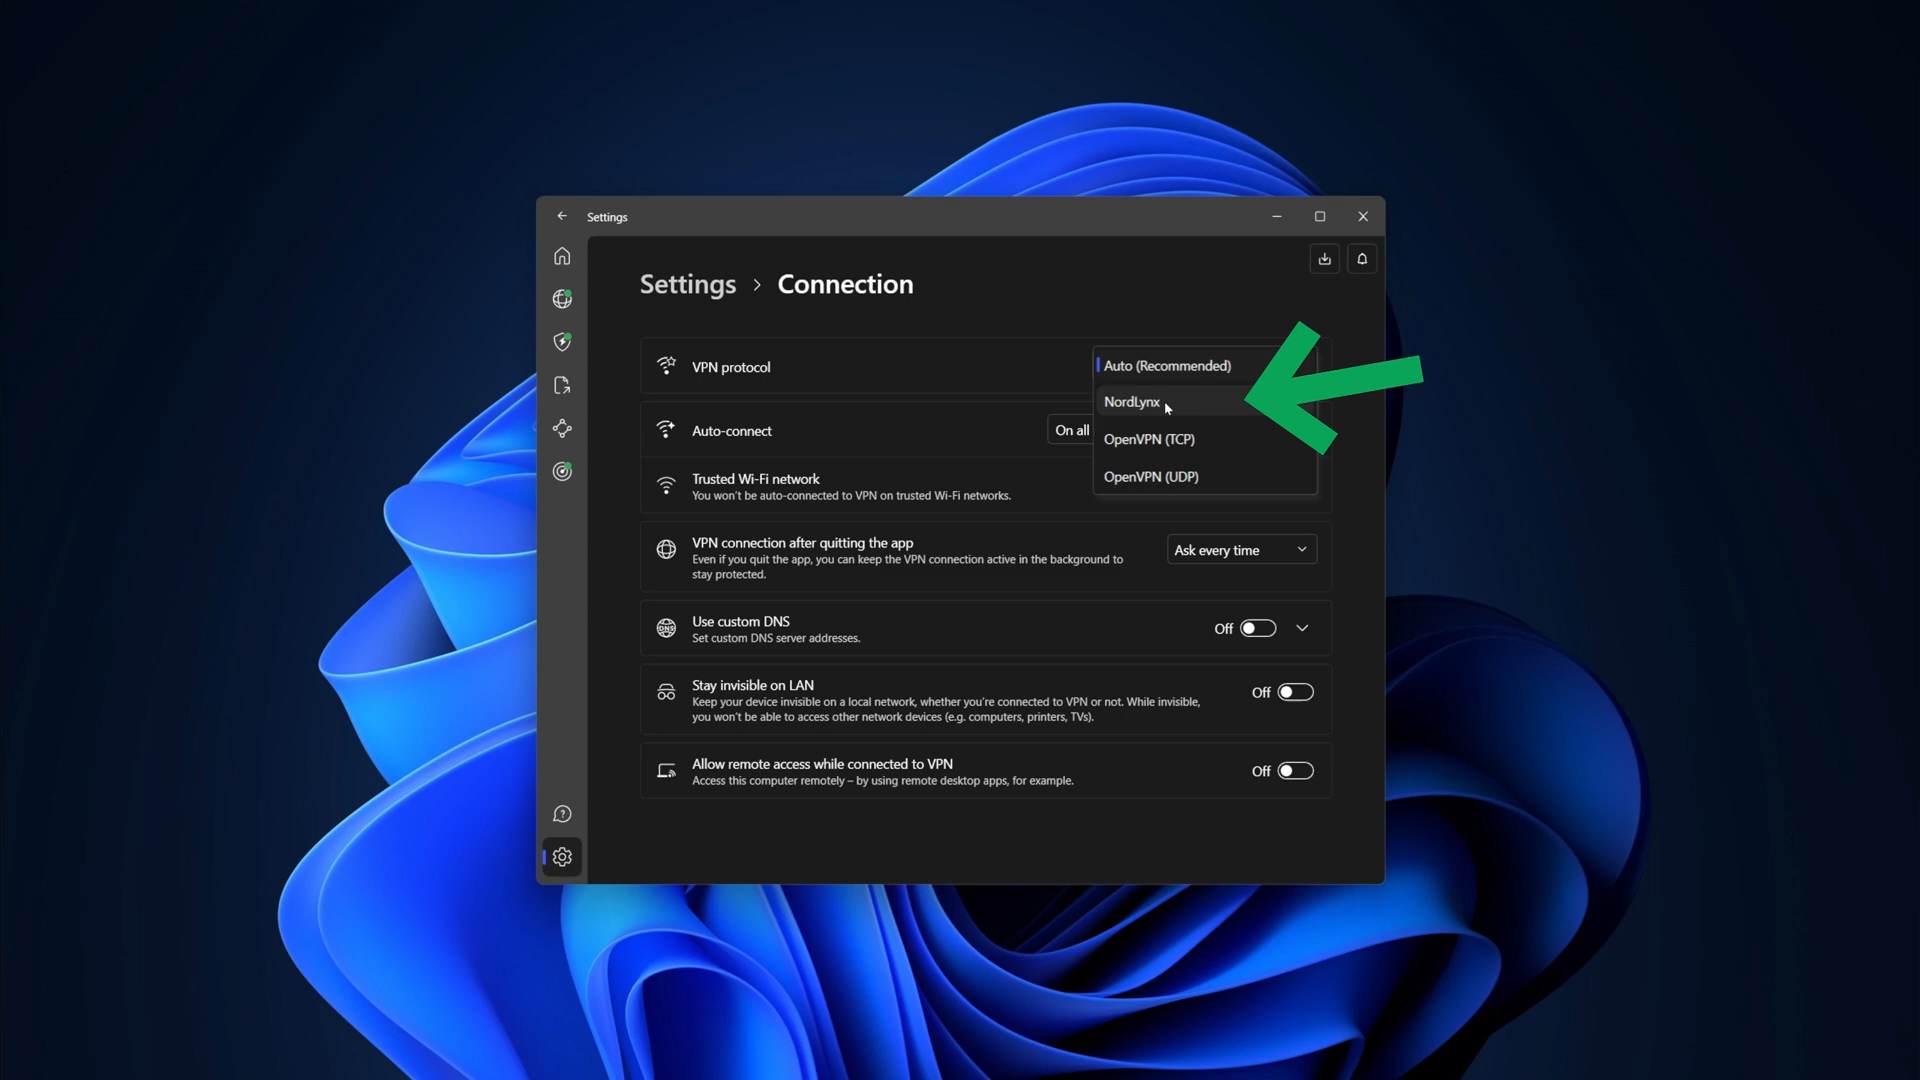 Settings
Settings > Connection
VPN protocol
Auto (Recommended)
NordLynx
OpenVPN (TCP)
OpenVPN (UDP)
Auto-connect
On all
Trusted Wi-Fi network
You won't be auto-connected to VPN on trusted Wi-Fi networks.
VPN connection after quitting the app
Even if you quit the app, you can keep the VPN connection active in the background to
stay protected.
Ask every time
Use custom DNS
Set custom DNS server addresses.
Off
DNS
Stay invisible on LAN
Keep your device invisible on a local network, whether you're connected to VPN or not. While invisible,
you won't be able to access other network devices (e.g. computers, printers, TVs).
Off
Allow remote access while connected to VPN
Access this computer remotely – by using remote desktop apps, for example.
Off